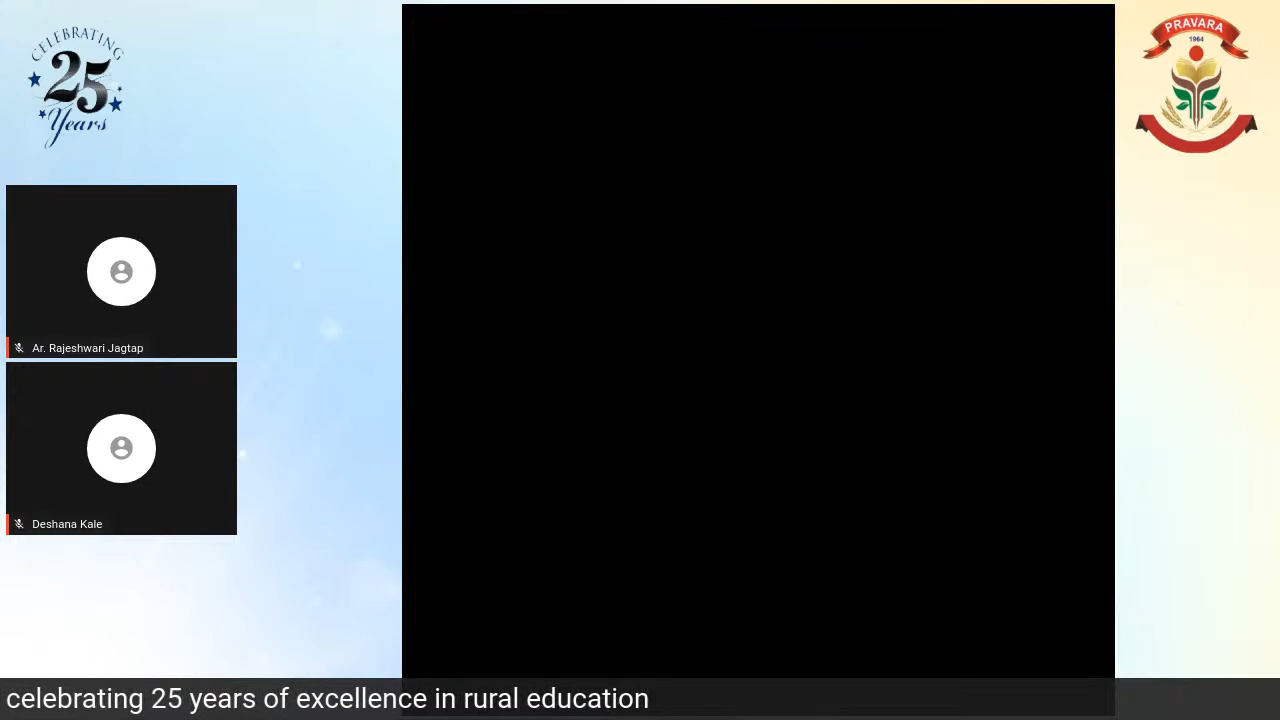 CELEBRATING
25
Years
PRAVARA
1964
Ar. Rajeshwari Jagtap
Deshana Kale
celebrating 25 years of excellence in rural education